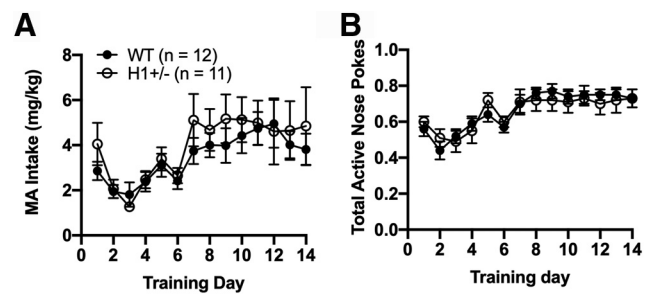 A
MA Intake (mg/kg)
8
6
4
2
0
WT (n = 12)
H1+/- (n = 11)
0 2 4 6 8 10 12 14
Training Day
B
Total Active Nose Pokes
1.0
0.8
0.6
0.4
0.2
0.0
0 2 4 6 8 10 12 14
Training day